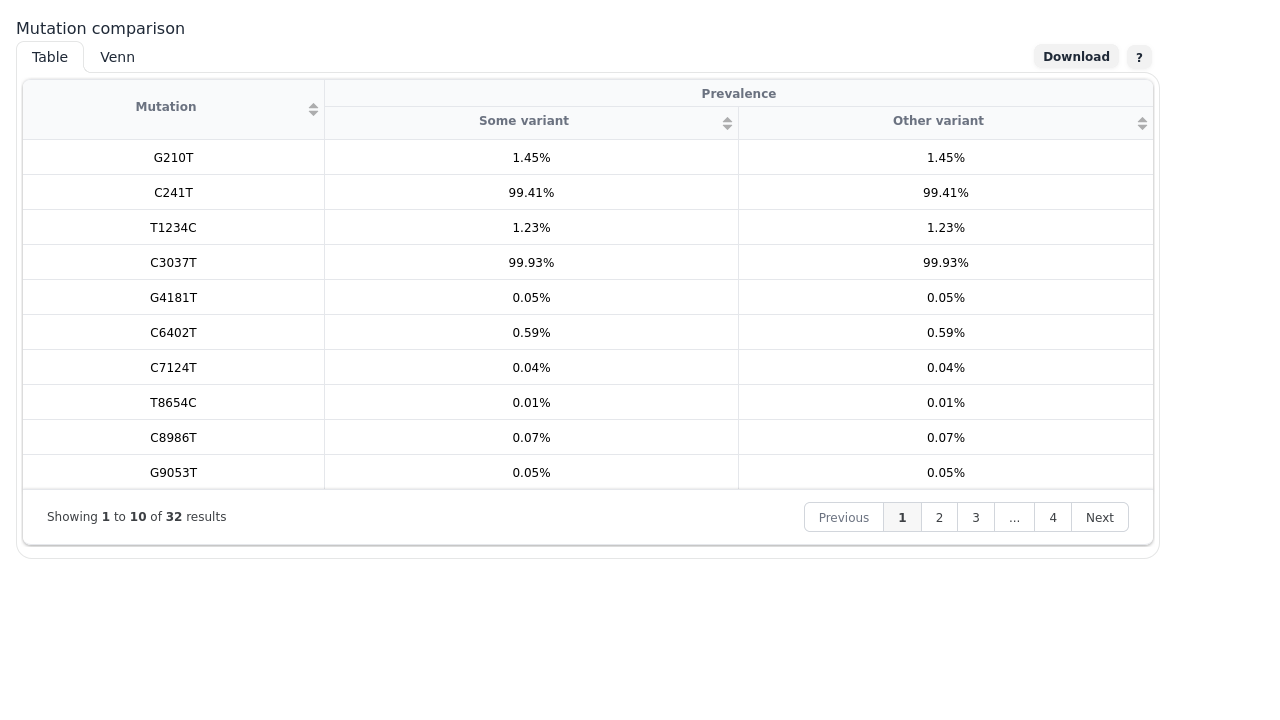 Mutation comparison
Table Venn Download ?
Mutation Prevalence
Some variant Other variant
G210T 1.45% 1.45%
C241T 99.41% 99.41%
T1234C 1.23% 1.23%
C3037T 99.93% 99.93%
G4181T 0.05% 0.05%
C6402T 0.59% 0.59%
C7124T 0.04% 0.04%
T8654C 0.01% 0.01%
C8986T 0.07% 0.07%
G9053T 0.05% 0.05%
Showing 1 to 10 of 32 results Previous 1 2 3 ... 4 Next